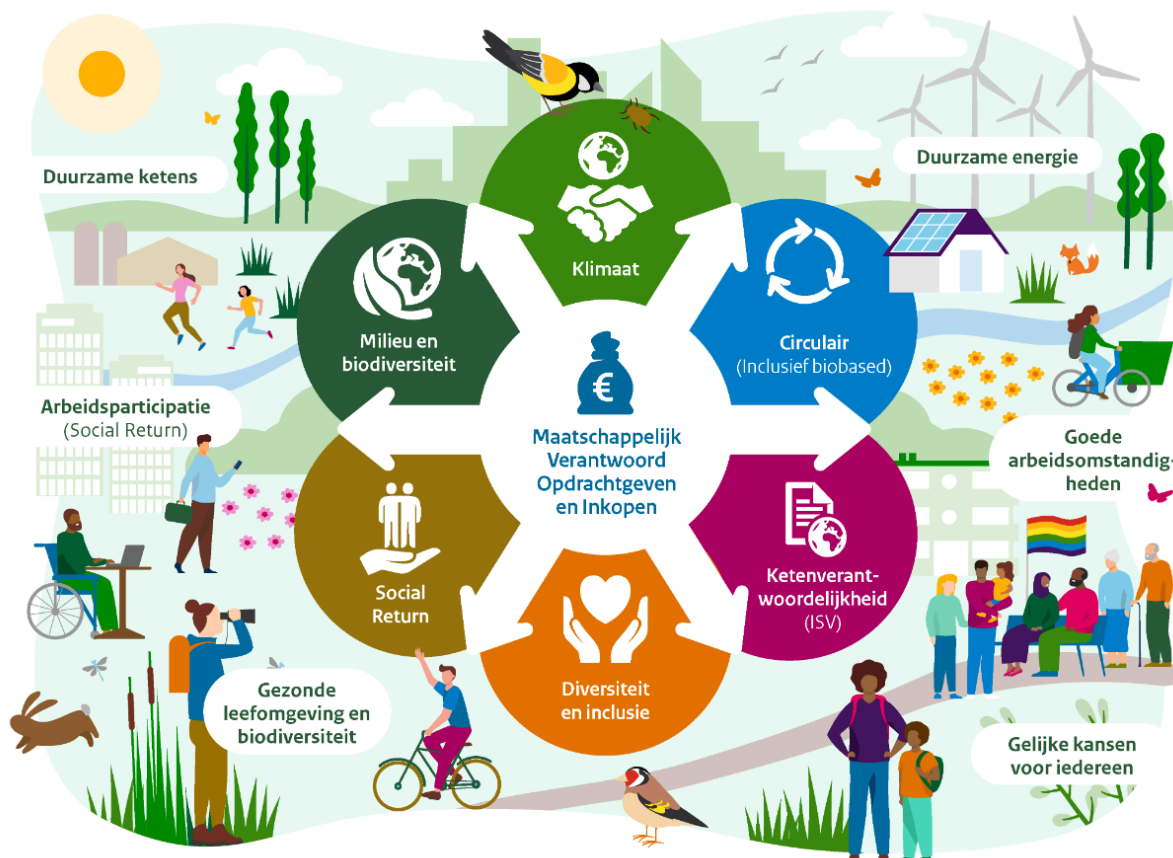 Duurzame ketens
Duurzame energie
Klimaat
Milieu en
biodiversiteit
Circulair
(Inclusief biobased)
€
Maatschappelijk
Verantwoord
Opdrachtgeven
en Inkopen
Arbeidsparticipatie
(Social Return)
Goede
arbeidsomstandig-
heden
Social
Return
Ketenverant-
woordelijkheid
(ISV)
Diversiteit
en inclusie
Gezonde
leefomgeving en
biodiversiteit
Gelijke kansen
voor iedereen